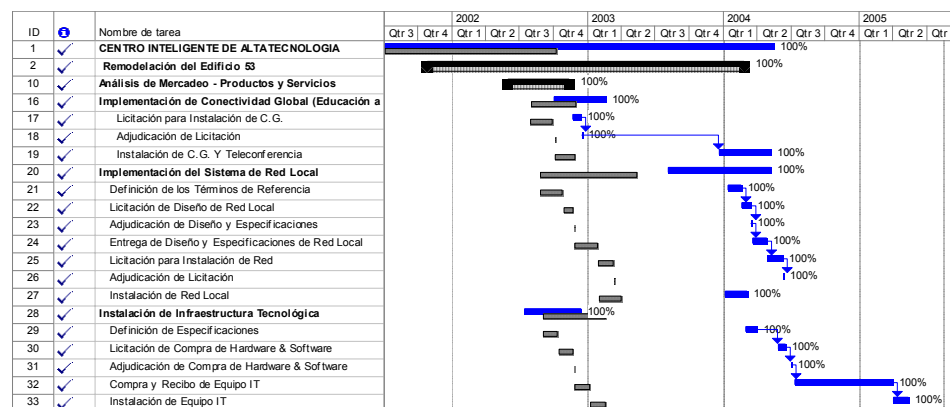 2002 2003 2004 2005
ID Nombre de tarea Qtr 3 Qtr 4 Qtr 1 Qtr 2 Qtr 3 Qtr 4 Qtr 1 Qtr 2 Qtr 3 Qtr 4 Qtr 1 Qtr 2 Qtr 3 Qtr 4 Qtr 1 Qtr 2 Qtr
1 CENTRO INTELIGENTE DE ALTA TECNOLOGIA 100%
2 Remodelación del Edificio 53 100%
10 Análisis de Mercadeo - Productos y Servicios 100%
16 Implementación de Conectividad Global (Educación a 100%
17 Licitación para Instalación de C.G. 100%
18 Adjudicación de Licitación 100%
19 Instalación de C.G. Y Teleconferencia 100%
20 Implementación del Sistema de Red Local 100%
21 Definición de los Términos de Referencia 100%
22 Licitación de Diseño de Red Local 100%
23 Adjudicación de Diseño y Especificaciones 100%
24 Entrega de Diseño y Especificaciones de Red Local 100%
25 Licitación para Instalación de Red 100%
26 Adjudicación de Licitación 100%
27 Instalación de Red Local 100%
28 Instalación de Infraestructura Tecnológica 100%
29 Definición de Especificaciones 100%
30 Licitación de Compra de Hardware & Software 100%
31 Adjudicación de Compra de Hardware & Software 100%
32 Compra y Recibo de Equipo IT 100%
33 Instalación de Equipo IT 100%